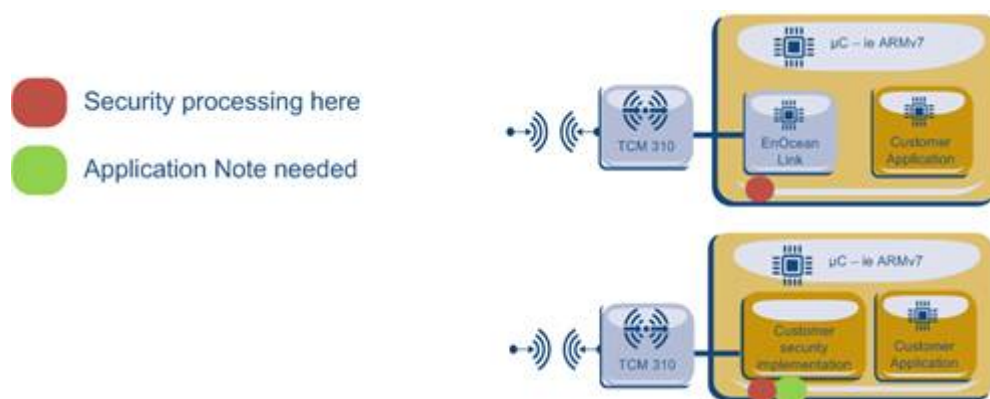 Security processing here
Application Note needed
µC – ie ARMv7
TCM 310
EnOcean
Link
Customer
Application
µC – ie ARMv7
TCM 310
Customer
security
implementation
Customer
Application